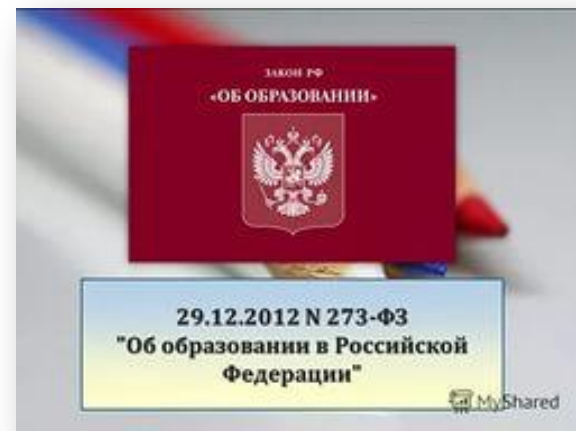 ЗАКОН РФ
«ОБ ОБРАЗОВАНИИ»
29.12.2012 N 273-ФЗ
"Об образовании в Российской
Федерации"
MyShared